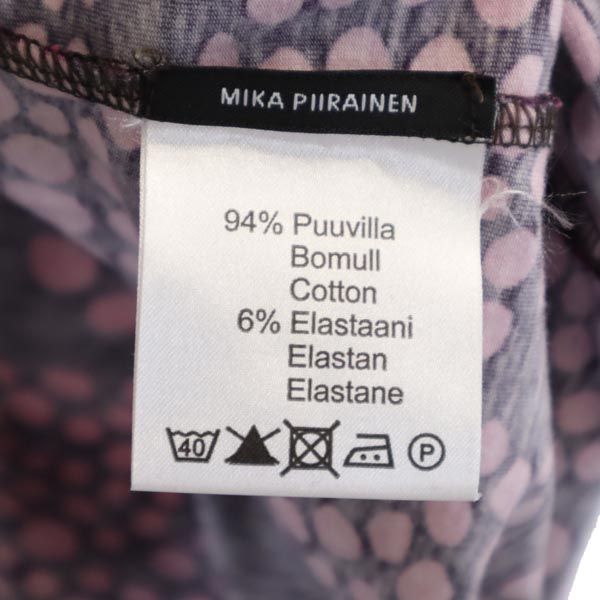 MIKA PIIRAINEN
94% Puuvilla
Bomull
Cotton
6% Elastaani
Elastan
Elastane
40 P